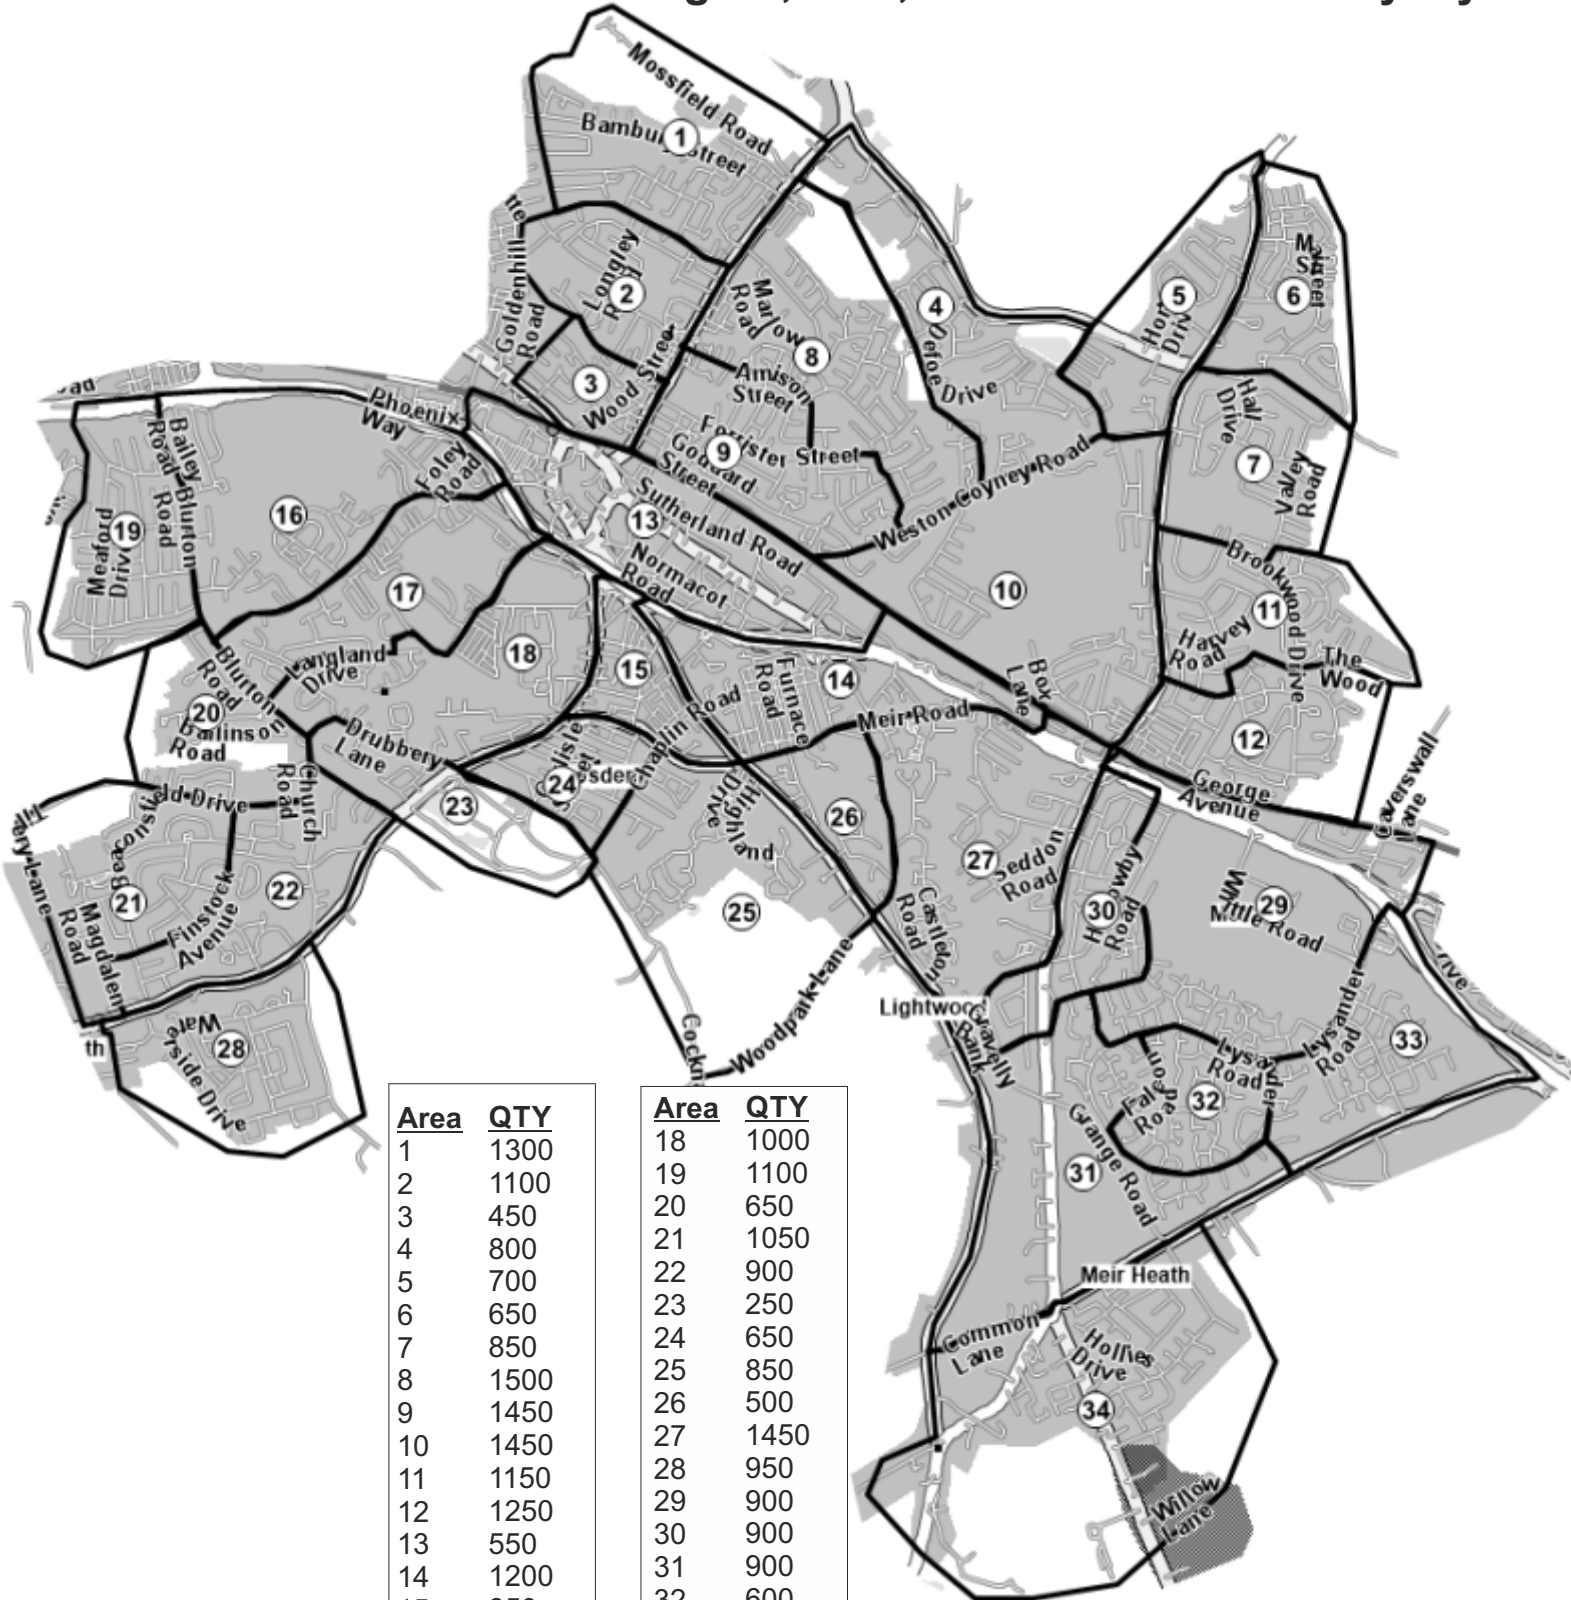 Mossfield Road
1
Street
Longley
2
Goldenhill
Road
3
Wood Street
Marlow
Road
8
4
Defoe Drive
Amison
Street
Forrister Street
9
Goddard
Street
5
6
Hall
Drive
7
Valley
Road
Weston Coyney Road
Phoenix
Way
Foley
Road
Bailey
Road
Blurton
Road
16
19
Meaford
Drive
13
Sutherland Road
Normacot
Road
10
Brookwood Drive
11
Harvey
Road
The
Wood
12
17
18
15
14
Langland
Drive
Blurton
Road
20
Road
Drubbery
Lane
Furnace
Road
Meir Road
Box
Lane
Chaplin Road
24
23
Church
Road
George
Avenue
Caverswall
Lane
Highland
Drive
26
27
Seddon
Road
21
22
Finstock
Avenue
Magdalen
Road
25
Woodpark Lane
Castleton
Road
30
Road
29
Road
Lightwood
Gravelly
Bank
Lysander
Road
Lysander
Road
33
32
Road
28
th
31
Grange Road
Meir Heath
Common
Lane
Hollies
Drive
34
Willow
Lane
Area QTY
1 1300
2 1100
3 450
4 800
5 700
6 650
7 850
8 1500
9 1450
10 1450
11 1150
12 1250
13 550
14 1200
Area QTY
18 1000
19 1100
20 650
21 1050
22 900
23 250
24 650
25 850
26 500
27 1450
28 950
29 900
30 900
31 900
32 600